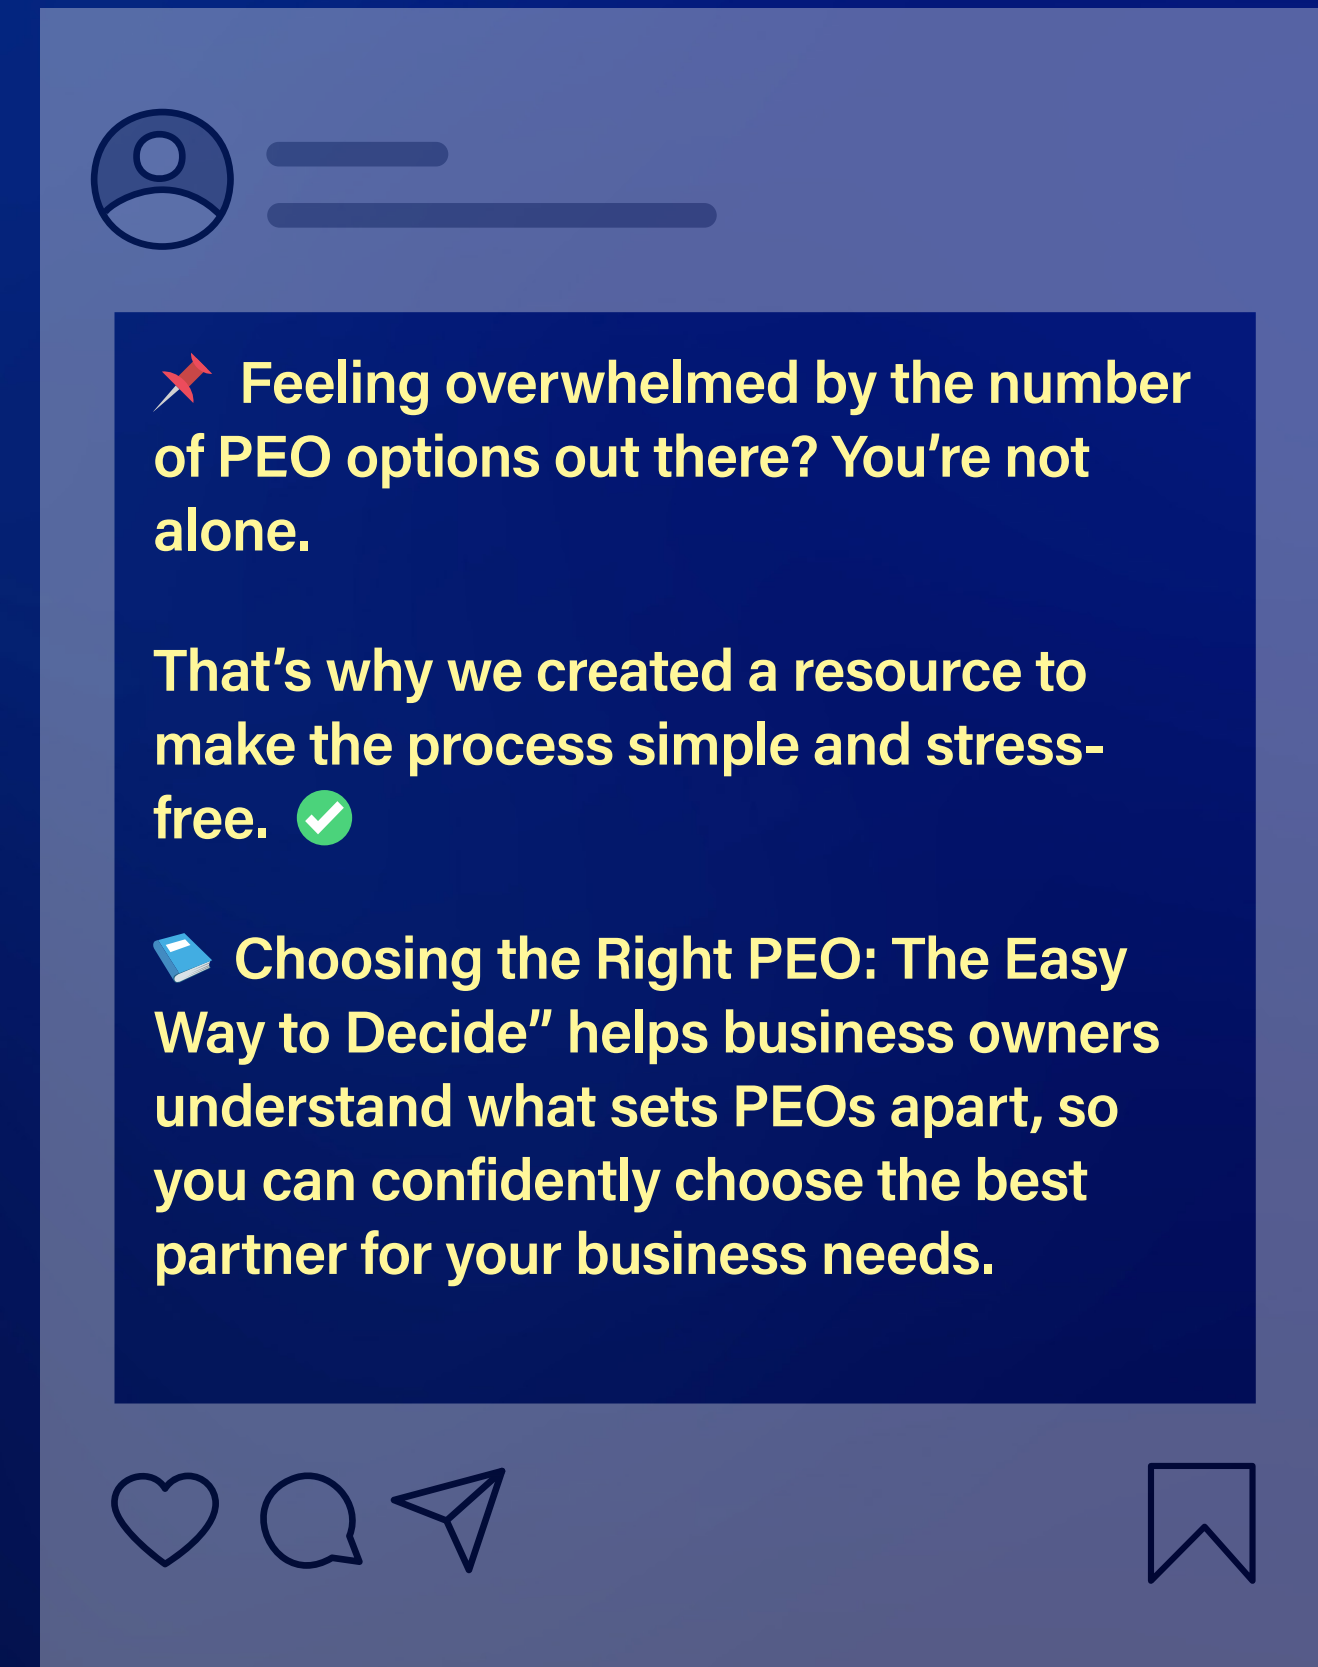 📌 Feeling overwhelmed by the number
of PEO options out there? You’re not
alone.
That’s why we created a resource to
make the process simple and stress-
free. ✅
📘 Choosing the Right PEO: The Easy
Way to Decide” helps business owners
understand what sets PEOs apart, so
you can confidently choose the best
partner for your business needs.